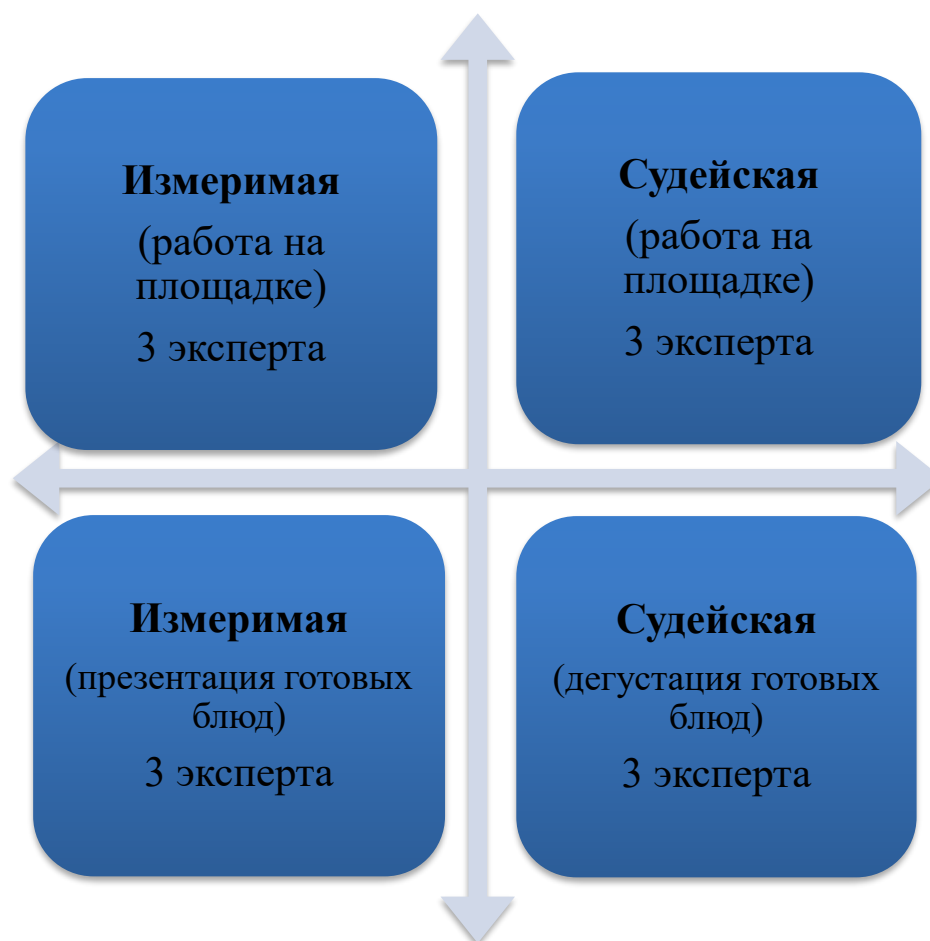 Измеримая
(работа на
площадке)
3 эксперта
Судейская
(работа на
площадке)
3 эксперта
Измеримая
(презентация готовых
блюд)
3 эксперта
Судейская
(дегустация готовых
блюд)
3 эксперта